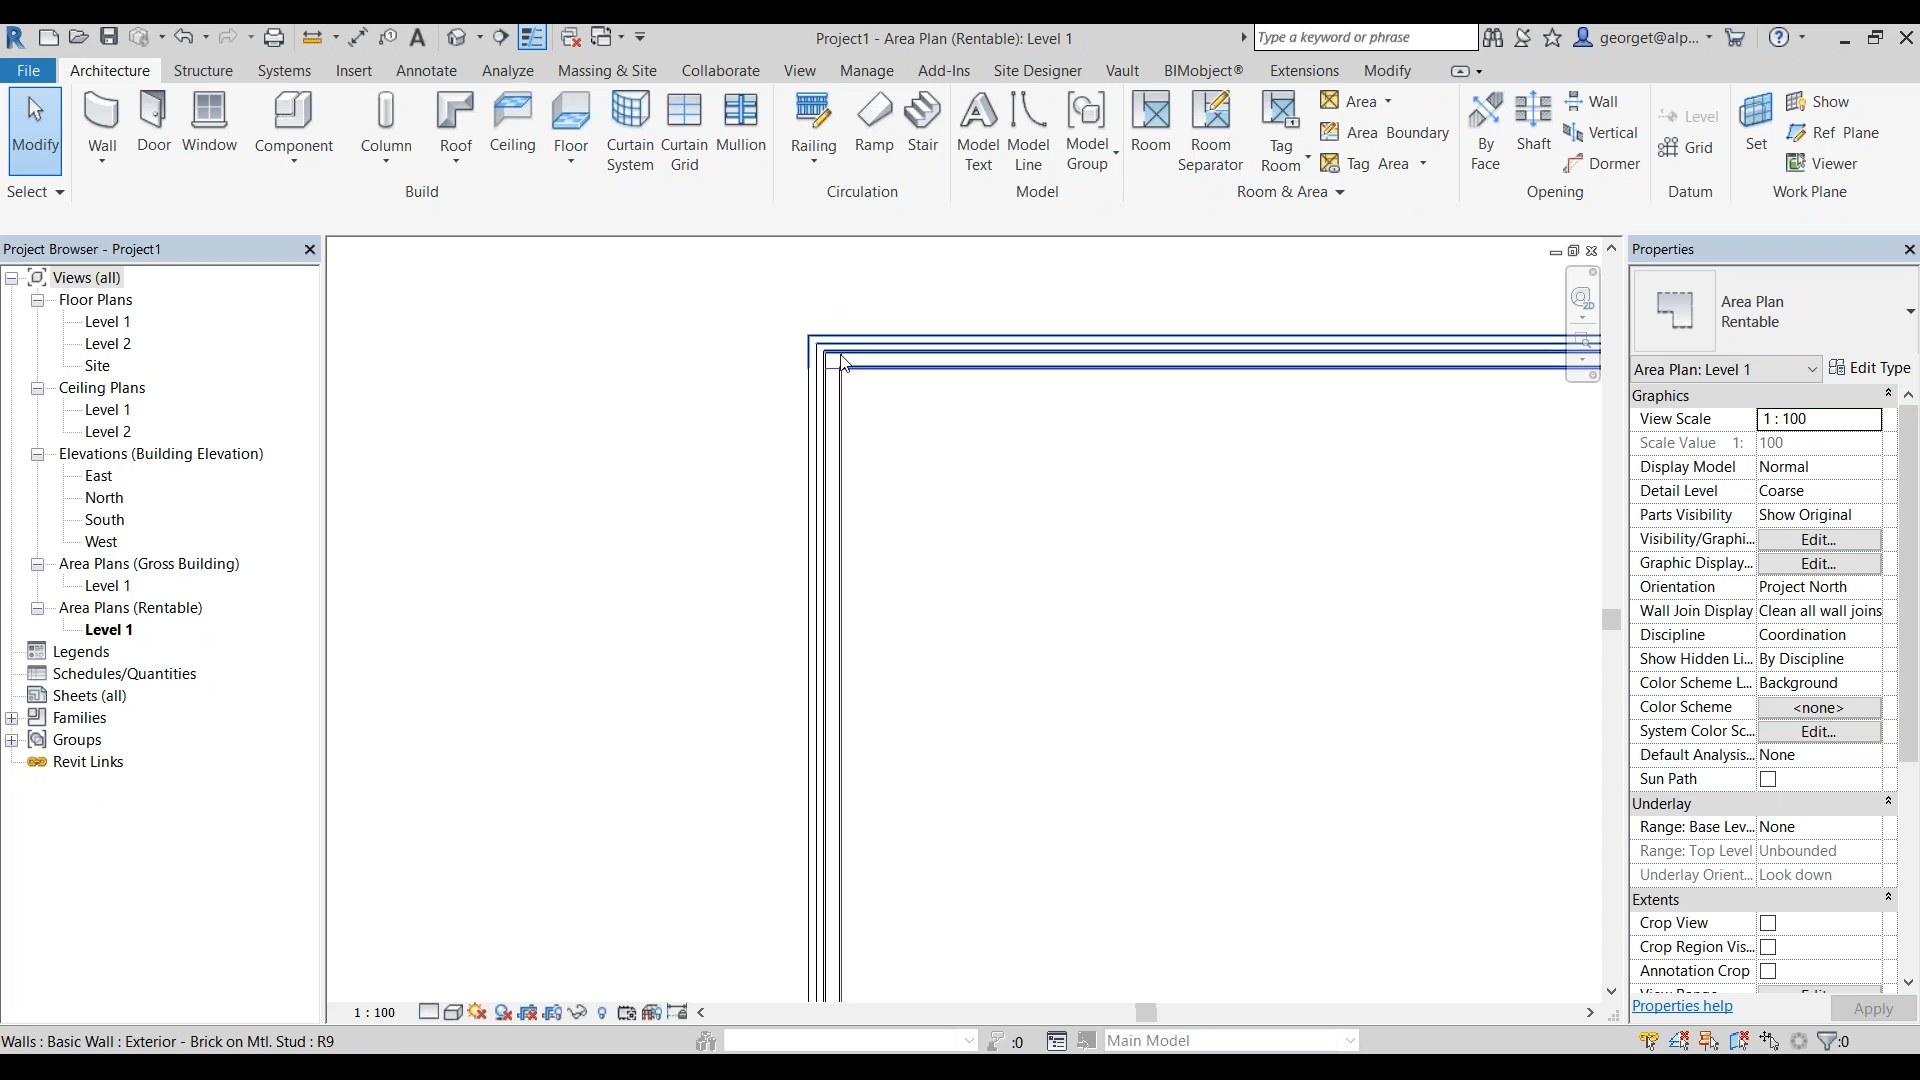 Project1 - Area Plan (Rentable): Level 1
Type a keyword or phrase
georget@alp...
File Architecture Structure Systems Insert Annotate Analyze Massing & Site Collaborate View Manage Add-Ins Site Designer Vault BIMobject® Extensions Modify
Modify
Select
Wall
Door
Window
Component
Column
Roof
Ceiling
Floor
Curtain System
Curtain Grid
Mullion
Build
Railing
Ramp
Stair
Circulation
Model Text
Model Line
Model Group
Model
Room
Room Separator
Tag Room
Area
Area Boundary
Tag Area
Room & Area
By Face
Shaft
Wall
Vertical
Dormer
Opening
Level
Grid
Datum
Set
Show
Ref Plane
Viewer
Work Plane
Project Browser - Project1
Views (all)
Floor Plans
Level 1
Level 2
Site
Ceiling Plans
Level 1
Level 2
Elevations (Building Elevation)
East
North
South
West
Area Plans (Gross Building)
Level 1
Area Plans (Rentable)
Level 1
Legends
Schedules/Quantities
Sheets (all)
Families
Groups
Revit Links
2D
Properties
Area Plan
Rentable
Area Plan: Level 1
Edit Type
Graphics
View Scale 1 : 100
Scale Value 1: 100
Display Model Normal
Detail Level Coarse
Parts Visibility Show Original
Visibility/Graphi... Edit...
Graphic Display... Edit...
Orientation Project North
Wall Join Display Clean all wall joins
Discipline Coordination
Show Hidden Li... By Discipline
Color Scheme L... Background
Color Scheme <none>
System Color Sc... Edit...
Default Analysis... None
Sun Path
Underlay
Range: Base Lev... None
Range: Top Level Unbounded
Underlay Orient... Look down
Extents
Crop View
Crop Region Vis...
Annotation Crop
Properties help
Apply
1 : 100
Walls : Basic Wall : Exterior - Brick on Mtl. Stud : R9
:0
Main Model
:0